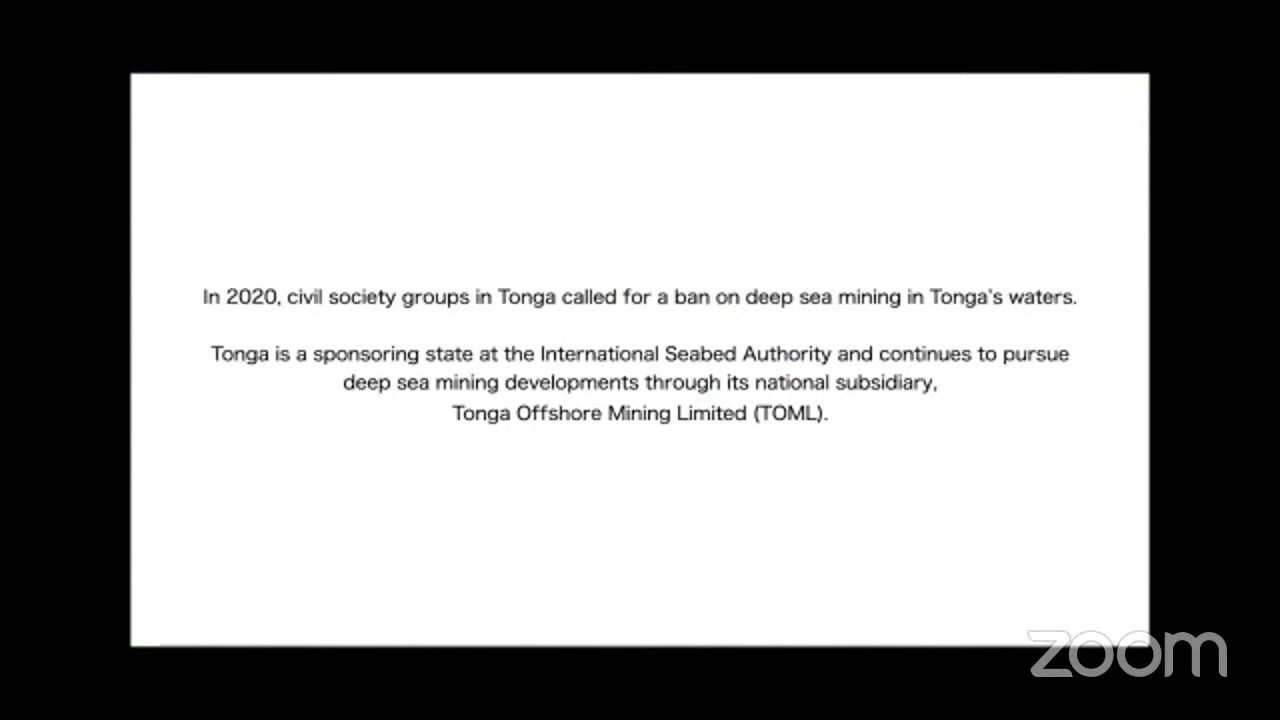 In 2020, civil society groups in Tonga called for a ban on deep sea mining in Tonga's waters.
Tonga is a sponsoring state at the International Seabed Authority and continues to pursue
deep sea mining developments through its national subsidiary,
Tonga Offshore Mining Limited (TOML).
zoom